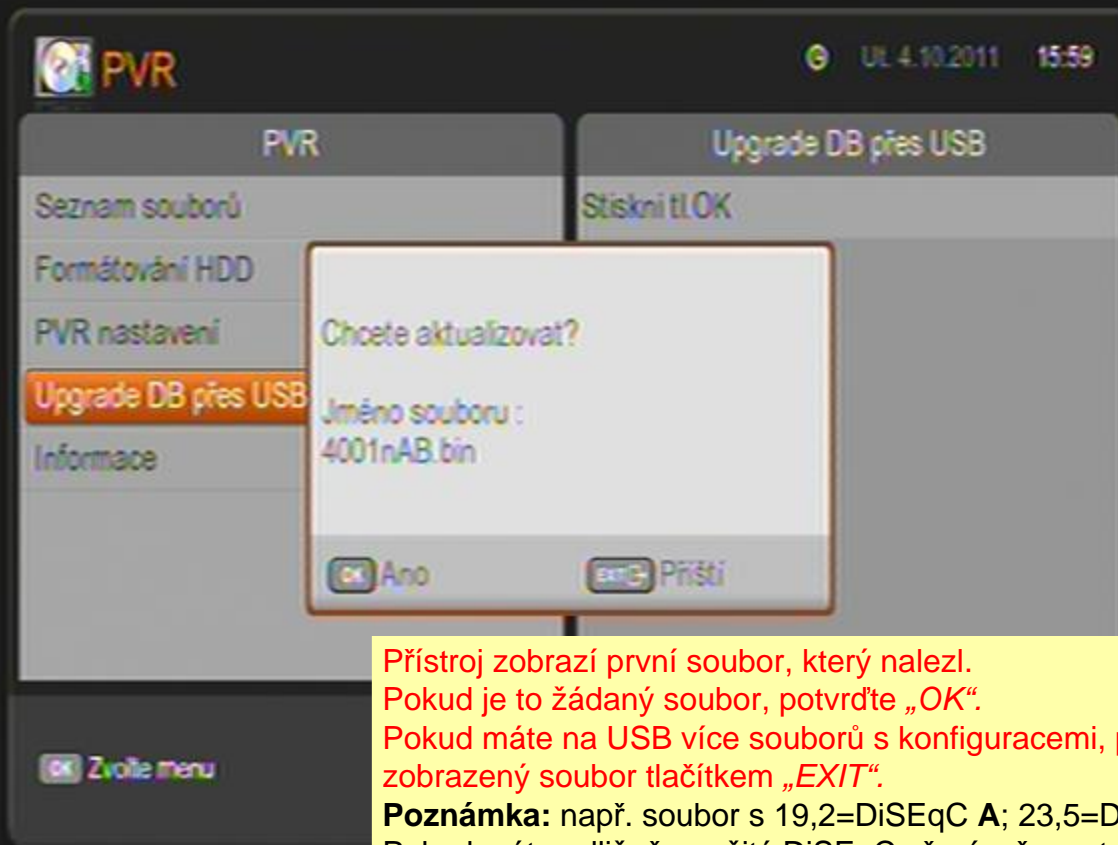 PVR
G Út. 4.10.2011 15:59
PVR
Upgrade DB přes USB
Seznam souborů
Stiskni tl.OK
Formátování HDD
PVR nastavení
Upgrade DB přes USB
Informace
Chcete aktualizovat?
Jméno souboru :
4001nAB.bin
OK Ano
EXIT Příští
OK Zvolte menu
Přístroj zobrazí první soubor, který nalezl.
Pokud je to žádaný soubor, potvrďte „OK“.
Pokud máte na USB více souborů s konfiguracemi,
zobrazený soubor tlačítkem „EXIT“.
Poznámka: např. soubor s 19,2=DiSEqC A; 23,5=D